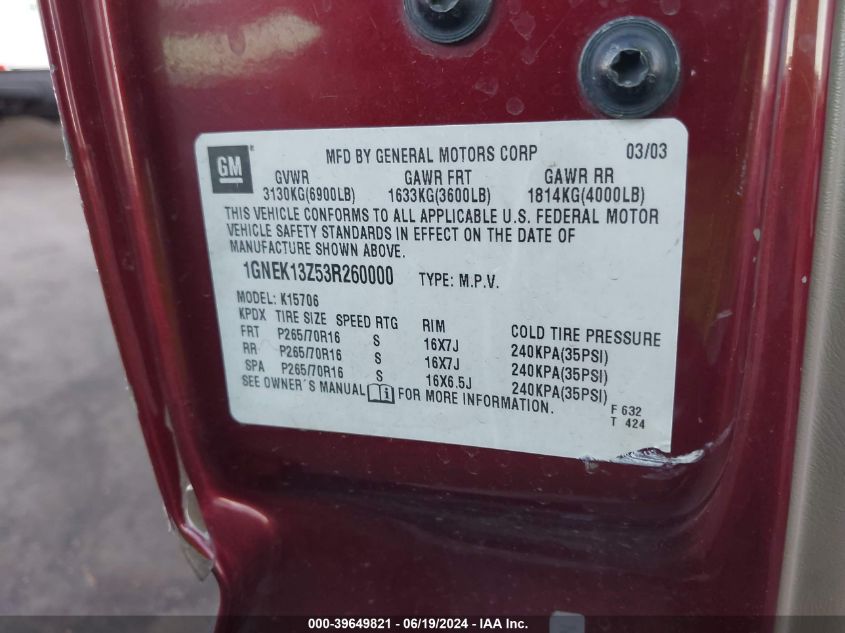 GM
MFD BY GENERAL MOTORS CORP 03/03
GVWR GAWR FRT GAWR RR
3130KG(6900LB) 1633KG(3600LB) 1814KG(4000LB)
THIS VEHICLE CONFORMS TO ALL APPLICABLE U.S. FEDERAL MOTOR
VEHICLE SAFETY STANDARDS IN EFFECT ON THE DATE OF
MANUFACTURE SHOWN ABOVE.
1GNEK13Z53R260000 TYPE: M.P.V.
MODEL: K15706
KPDX TIRE SIZE SPEED RTG RIM COLD TIRE PRESSURE
FRT P265/70R16 S 16X7J 240KPA(35PSI)
RR P265/70R16 S 16X7J 240KPA(35PSI)
SPA P265/70R16 S 16X6.5J 240KPA(35PSI)
SEE OWNER'S MANUAL i FOR MORE INFORMATION.
F 632
T 424
000-39649821 - 06/19/2024 - IAA Inc.